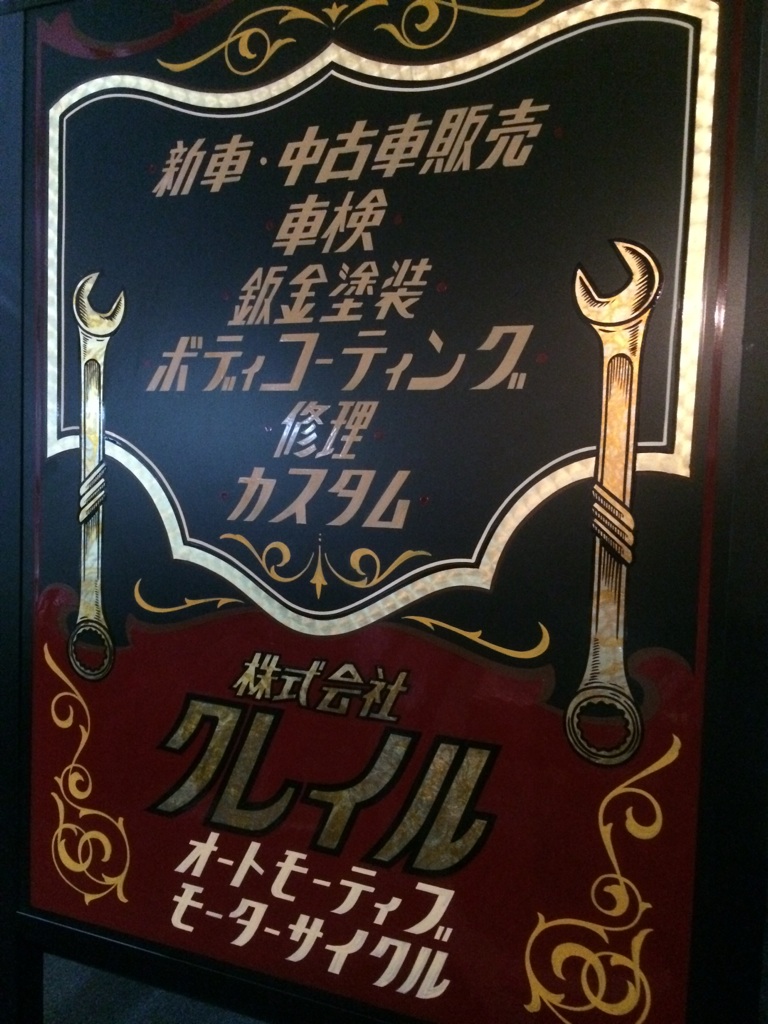 新車・中古車販売
車検
鈑金塗装
ボディコーティング
修理
カスタム
株式会社
クレイル
オートモーティブ
モーターサイクル